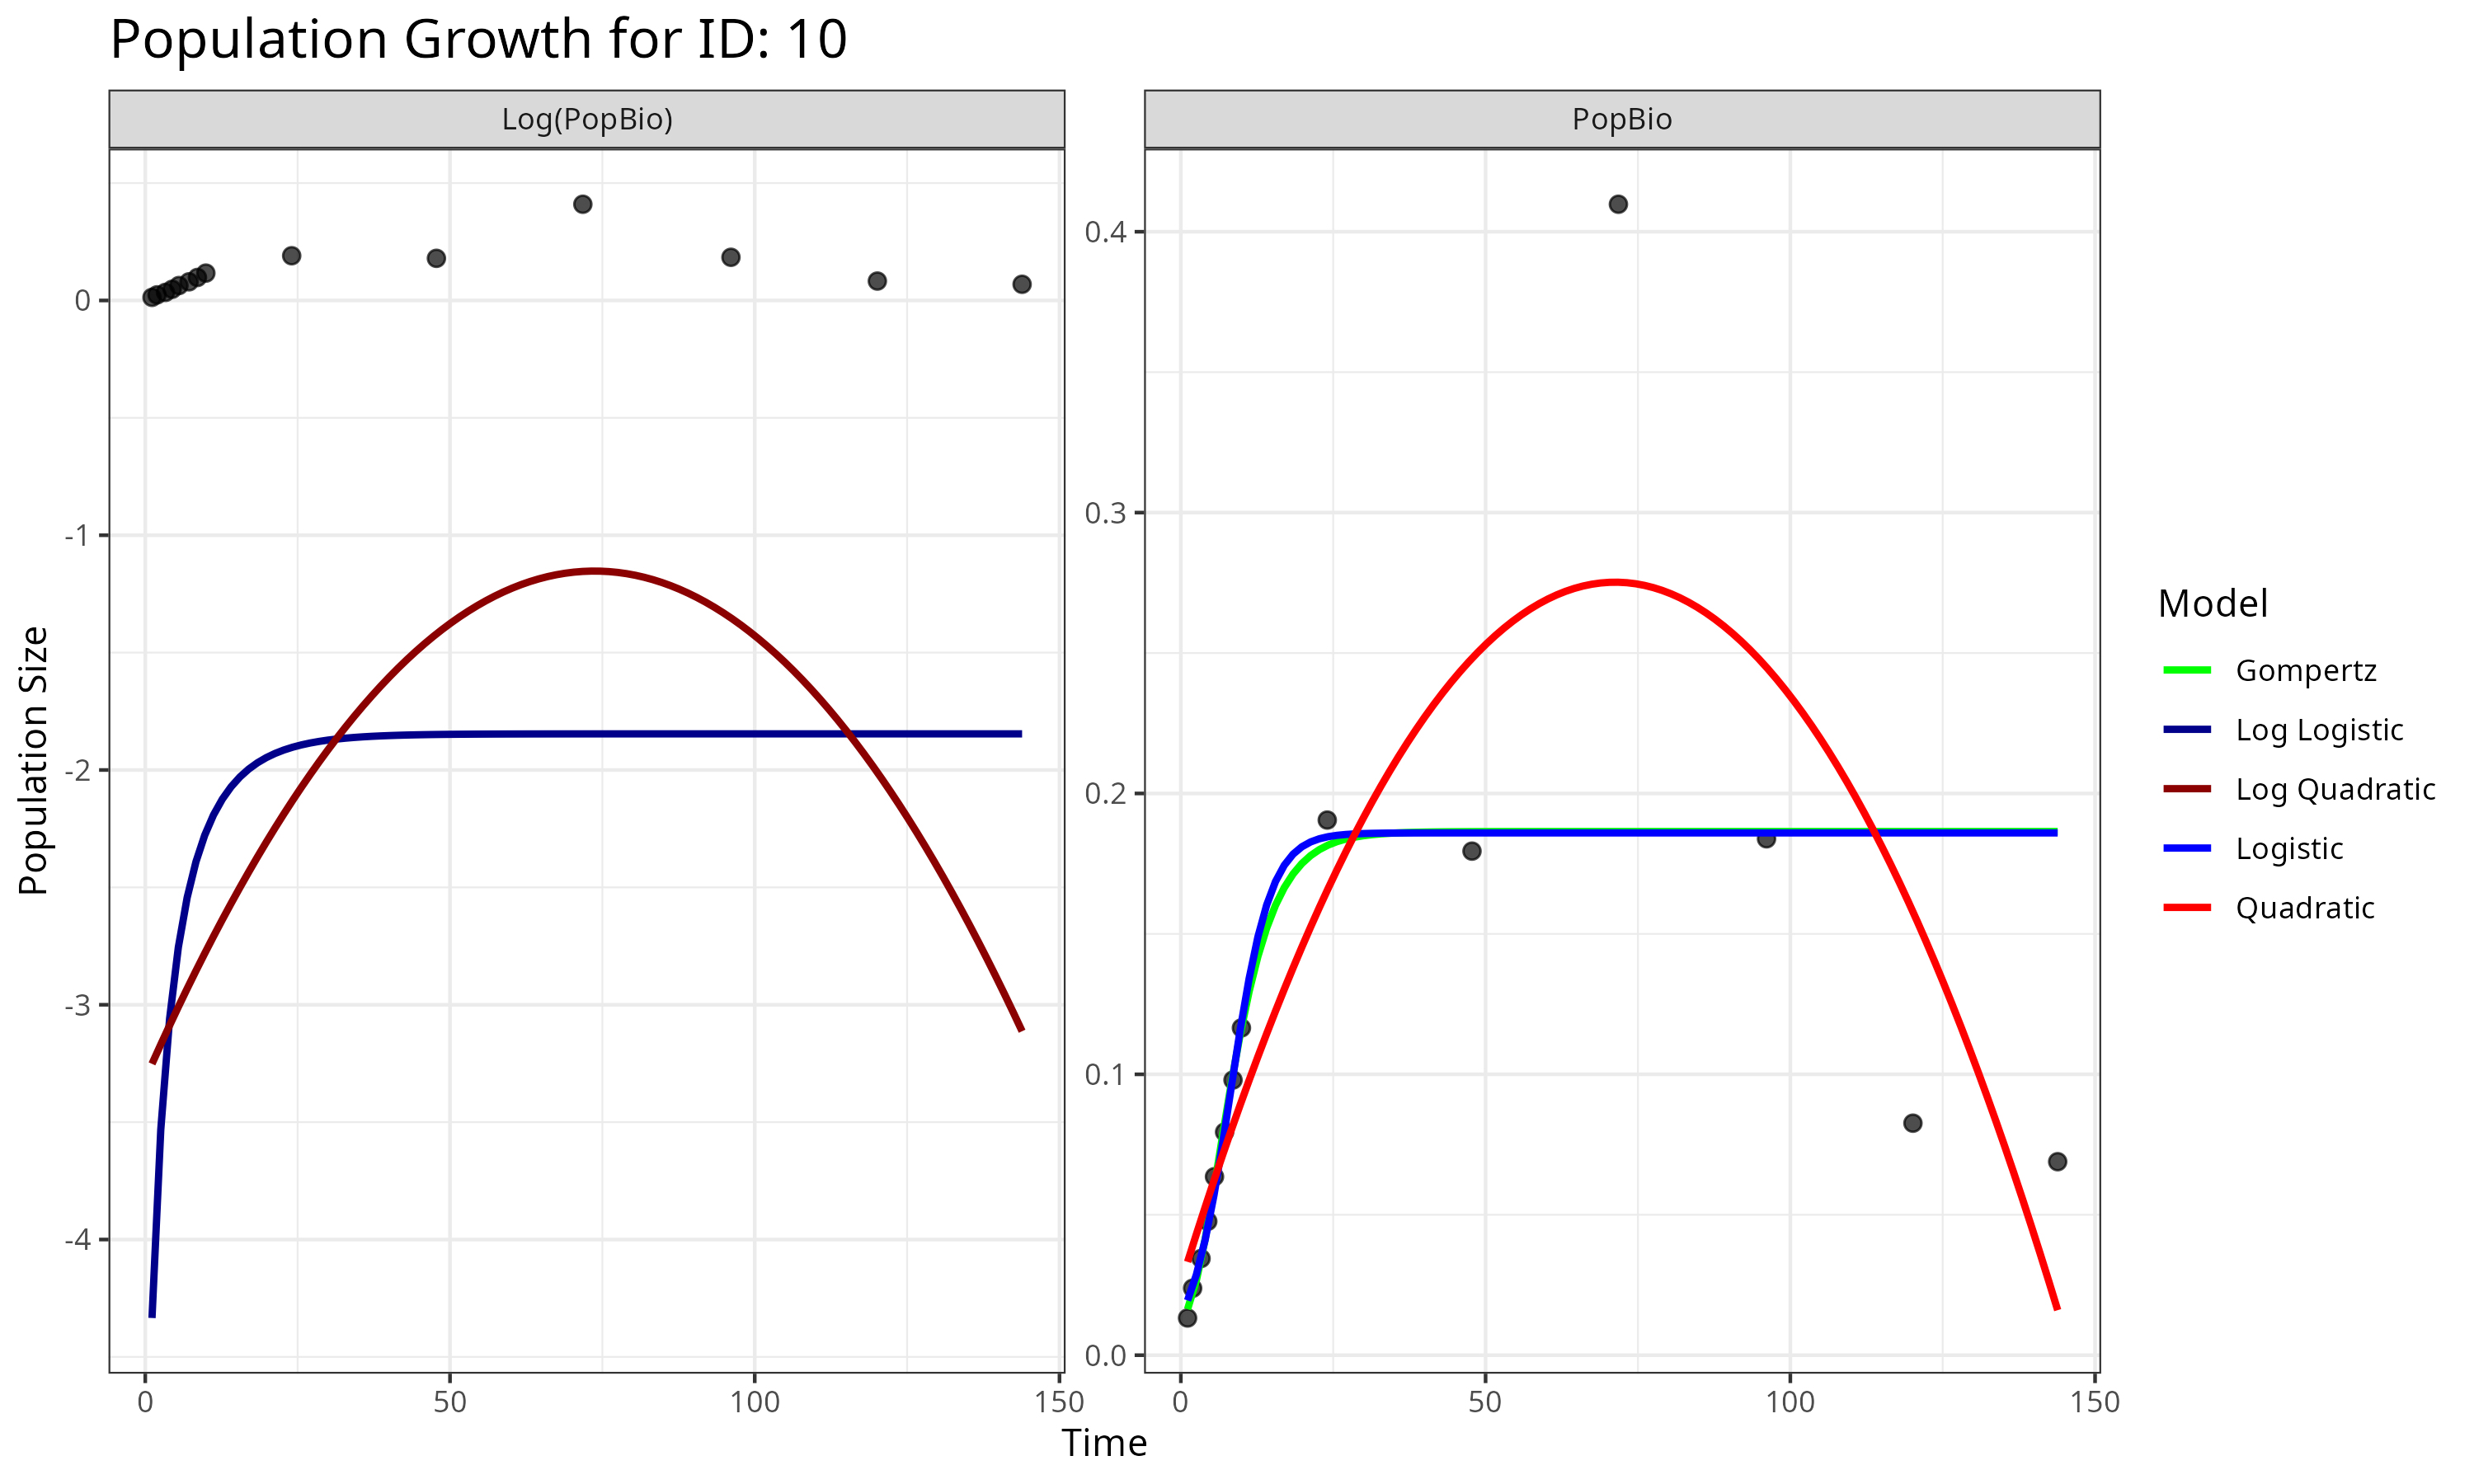 Population Growth for ID: 10
Log(PopBio)
PopBio
Population Size
0
-1
-2
-3
-4
0.4
0.3
0.2
0.1
0.0
0
50
100
150
0
50
100
150
Time
Model
Gompertz
Log Logistic
Log Quadratic
Logistic
Quadratic